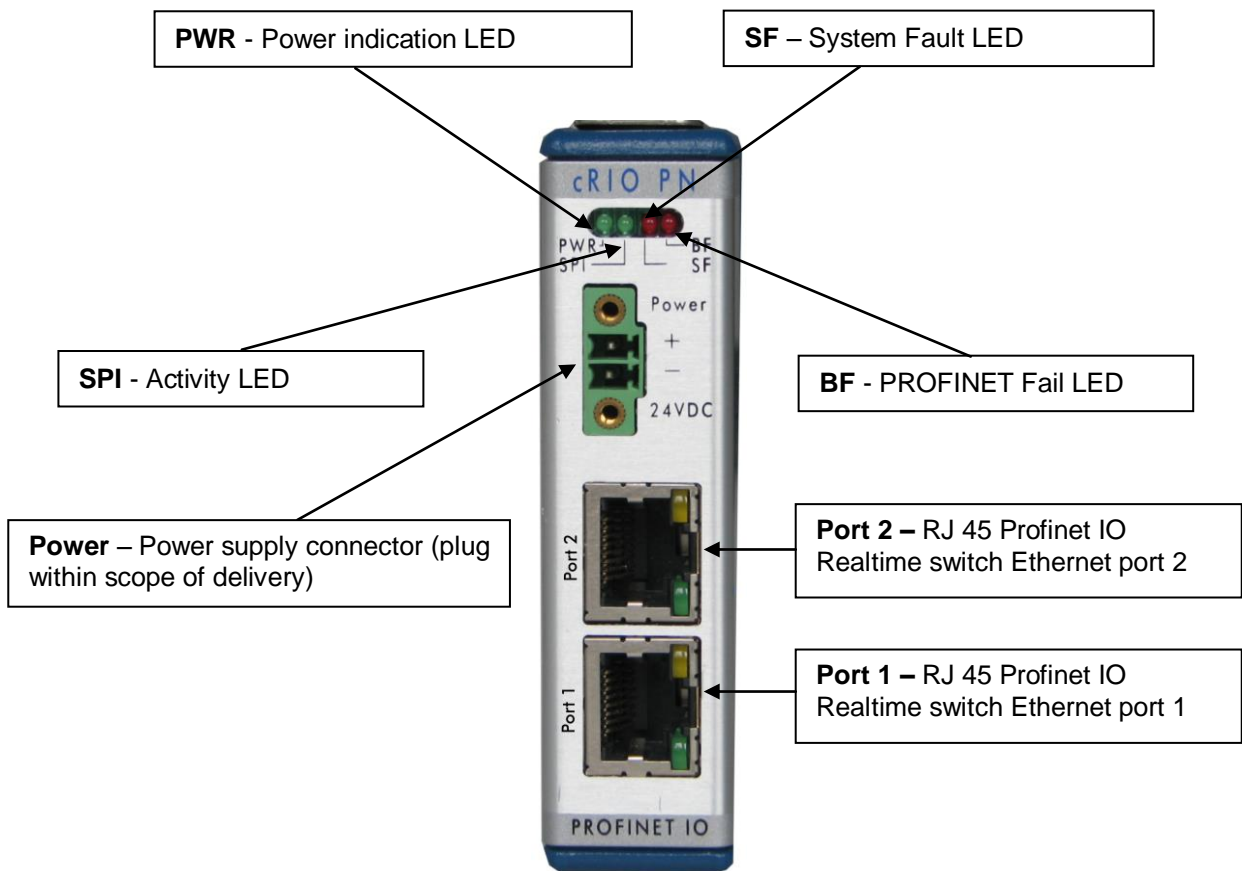 PWR - Power indication LED
SF – System Fault LED
cRIO PN
PWR
BF
SPI
SF
Power
+
−
24VDC
SPI - Activity LED
BF - PROFINET Fail LED
Power – Power supply connector (plug
within scope of delivery)
Port 2
Port 2 – RJ 45 Profinet IO
Realtime switch Ethernet port 2
Port 1
Port 1 – RJ 45 Profinet IO
Realtime switch Ethernet port 1
PROFINET IO